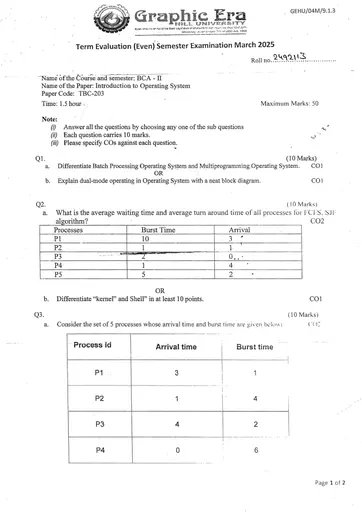 GEHU/04M/9.1.3
Graphic Era
HILL UNIVERSITY
Term Evaluation (Even) Semester Examination March 2025
Roll no.
Name of the Course and semester: BCA - II
Name of the Paper: Introduction to Operating System
Paper Code: TBC-203
Time: 1.5 hour
Maximum Marks: 50
Note:
(i) Answer all the questions by choosing any one of the sub questions
(ii) Each question carries 10 marks.
(iii) Please specify COs against each question.
Q1. (10 Marks)
a. Differentiate Batch Processing Operating System and Multiprogramming Operating System. CO1
OR
b. Explain dual-mode operating in Operating System with a neat block diagram. CO1
Q2. (10 Marks)
a. What is the average waiting time and average turn around time of all processes for FCFS, SJF
algorithm? CO2
Processes Burst Time Arrival
P1 10 3
P2 1 1
P3 2 0
P4 1 4
P5 5 2
OR
b. Differentiate "kernel" and Shell" in at least 10 points. CO1
Q3. (10 Marks)
a. Consider the set of 5 processes whose arrival time and burst time are given below:
Process Id Arrival time Burst time
P1 3 1
P2 1 4
P3 4 2
P4 0 6
Page 1 of 2